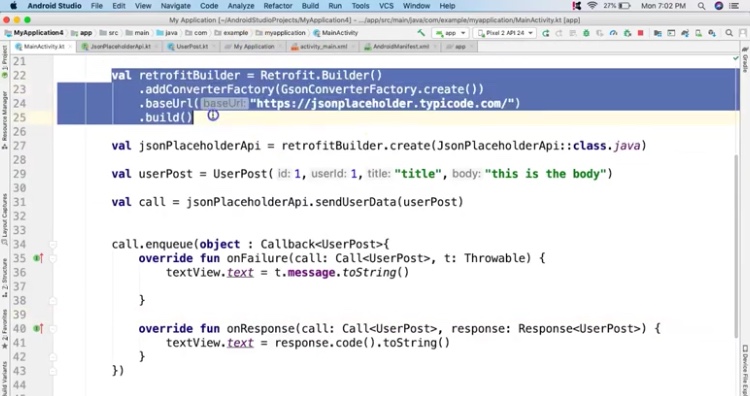 Android Studio File Edit View Navigate Code Analyze Refactor Build Run Tools VCS Window Help 27% Mon 7:02 PM
My Application [~/AndroidStudioProjects/MyApplication4] - .../app/src/main/java/com/example/myapplication/MainActivity.kt [app]
MyApplication4 app src main java com example myapplication MainActivity.kt app Pixel 2 API 24
MainActivity.kt JsonPlaceholderApi.kt UserPost.kt My Application activity_main.xml AndroidManifest.xml app
21
22 val retrofitBuilder = Retrofit.Builder()
23 .addConverterFactory(GsonConverterFactory.create())
24 .baseUrl( baseUrl: "https://jsonplaceholder.typicode.com/")
25 .build()
26
27 val jsonPlaceholderApi = retrofitBuilder.create(JsonPlaceholderApi::class.java)
28
29 val userPost = UserPost( id: 1, userId: 1, title: "title", body: "this is the body")
30
31 val call = jsonPlaceholderApi.sendUserData(userPost)
32
33
34 call.enqueue(object : Callback<UserPost>{
35 override fun onFailure(call: Call<UserPost>, t: Throwable) {
36 textView.text = t.message.toString()
37
38 }
39
40 override fun onResponse(call: Call<UserPost>, response: Response<UserPost>) {
41 textView.text = response.code().toString()
42 }
43 })
44
1: Project
Resource Manager
Layout Captures
Z: Structure
2: Favorites
Build Variants
Gradle
Device File Explorer